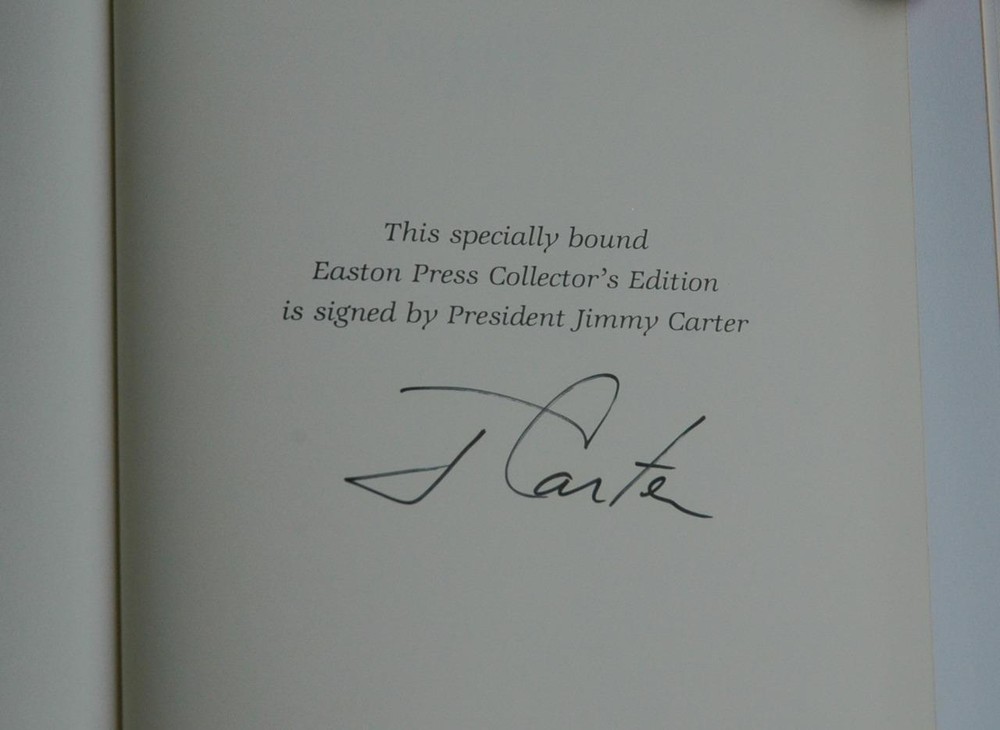 This specially bound
Easton Press Collector's Edition
is signed by President Jimmy Carter
J Carter